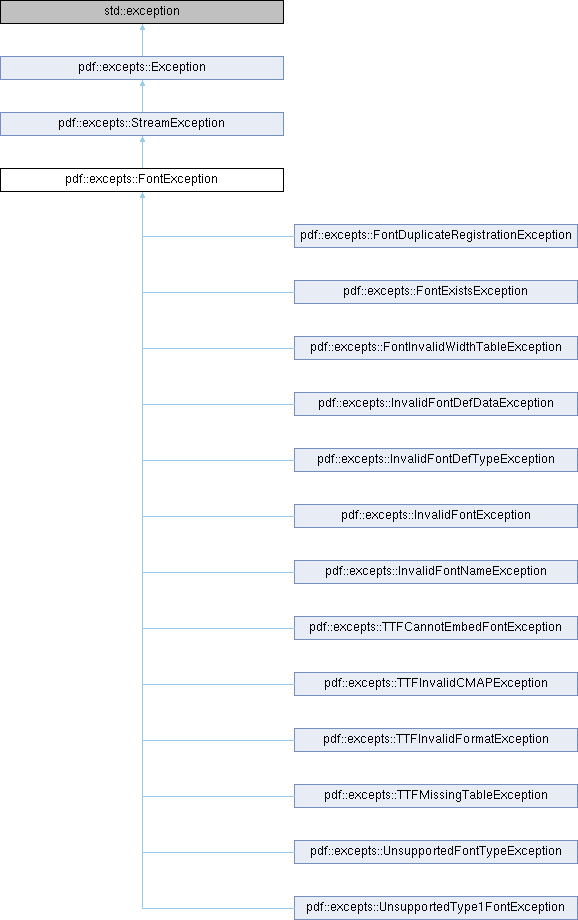 std::exception
pdf::excepts::Exception
pdf::excepts::StreamException
pdf::excepts::FontException
pdf::excepts::FontDuplicateRegistrationException
pdf::excepts::FontExistsException
pdf::excepts::FontInvalidWidthTableException
pdf::excepts::InvalidFontDefDataException
pdf::excepts::InvalidFontDefTypeException
pdf::excepts::InvalidFontException
pdf::excepts::InvalidFontNameException
pdf::excepts::TTFCannotEmbedFontException
pdf::excepts::TTFInvalidCMAPException
pdf::excepts::TTFInvalidFormatException
pdf::excepts::TTFMissingTableException
pdf::excepts::UnsupportedFontTypeException
pdf::excepts::UnsupportedType1FontException